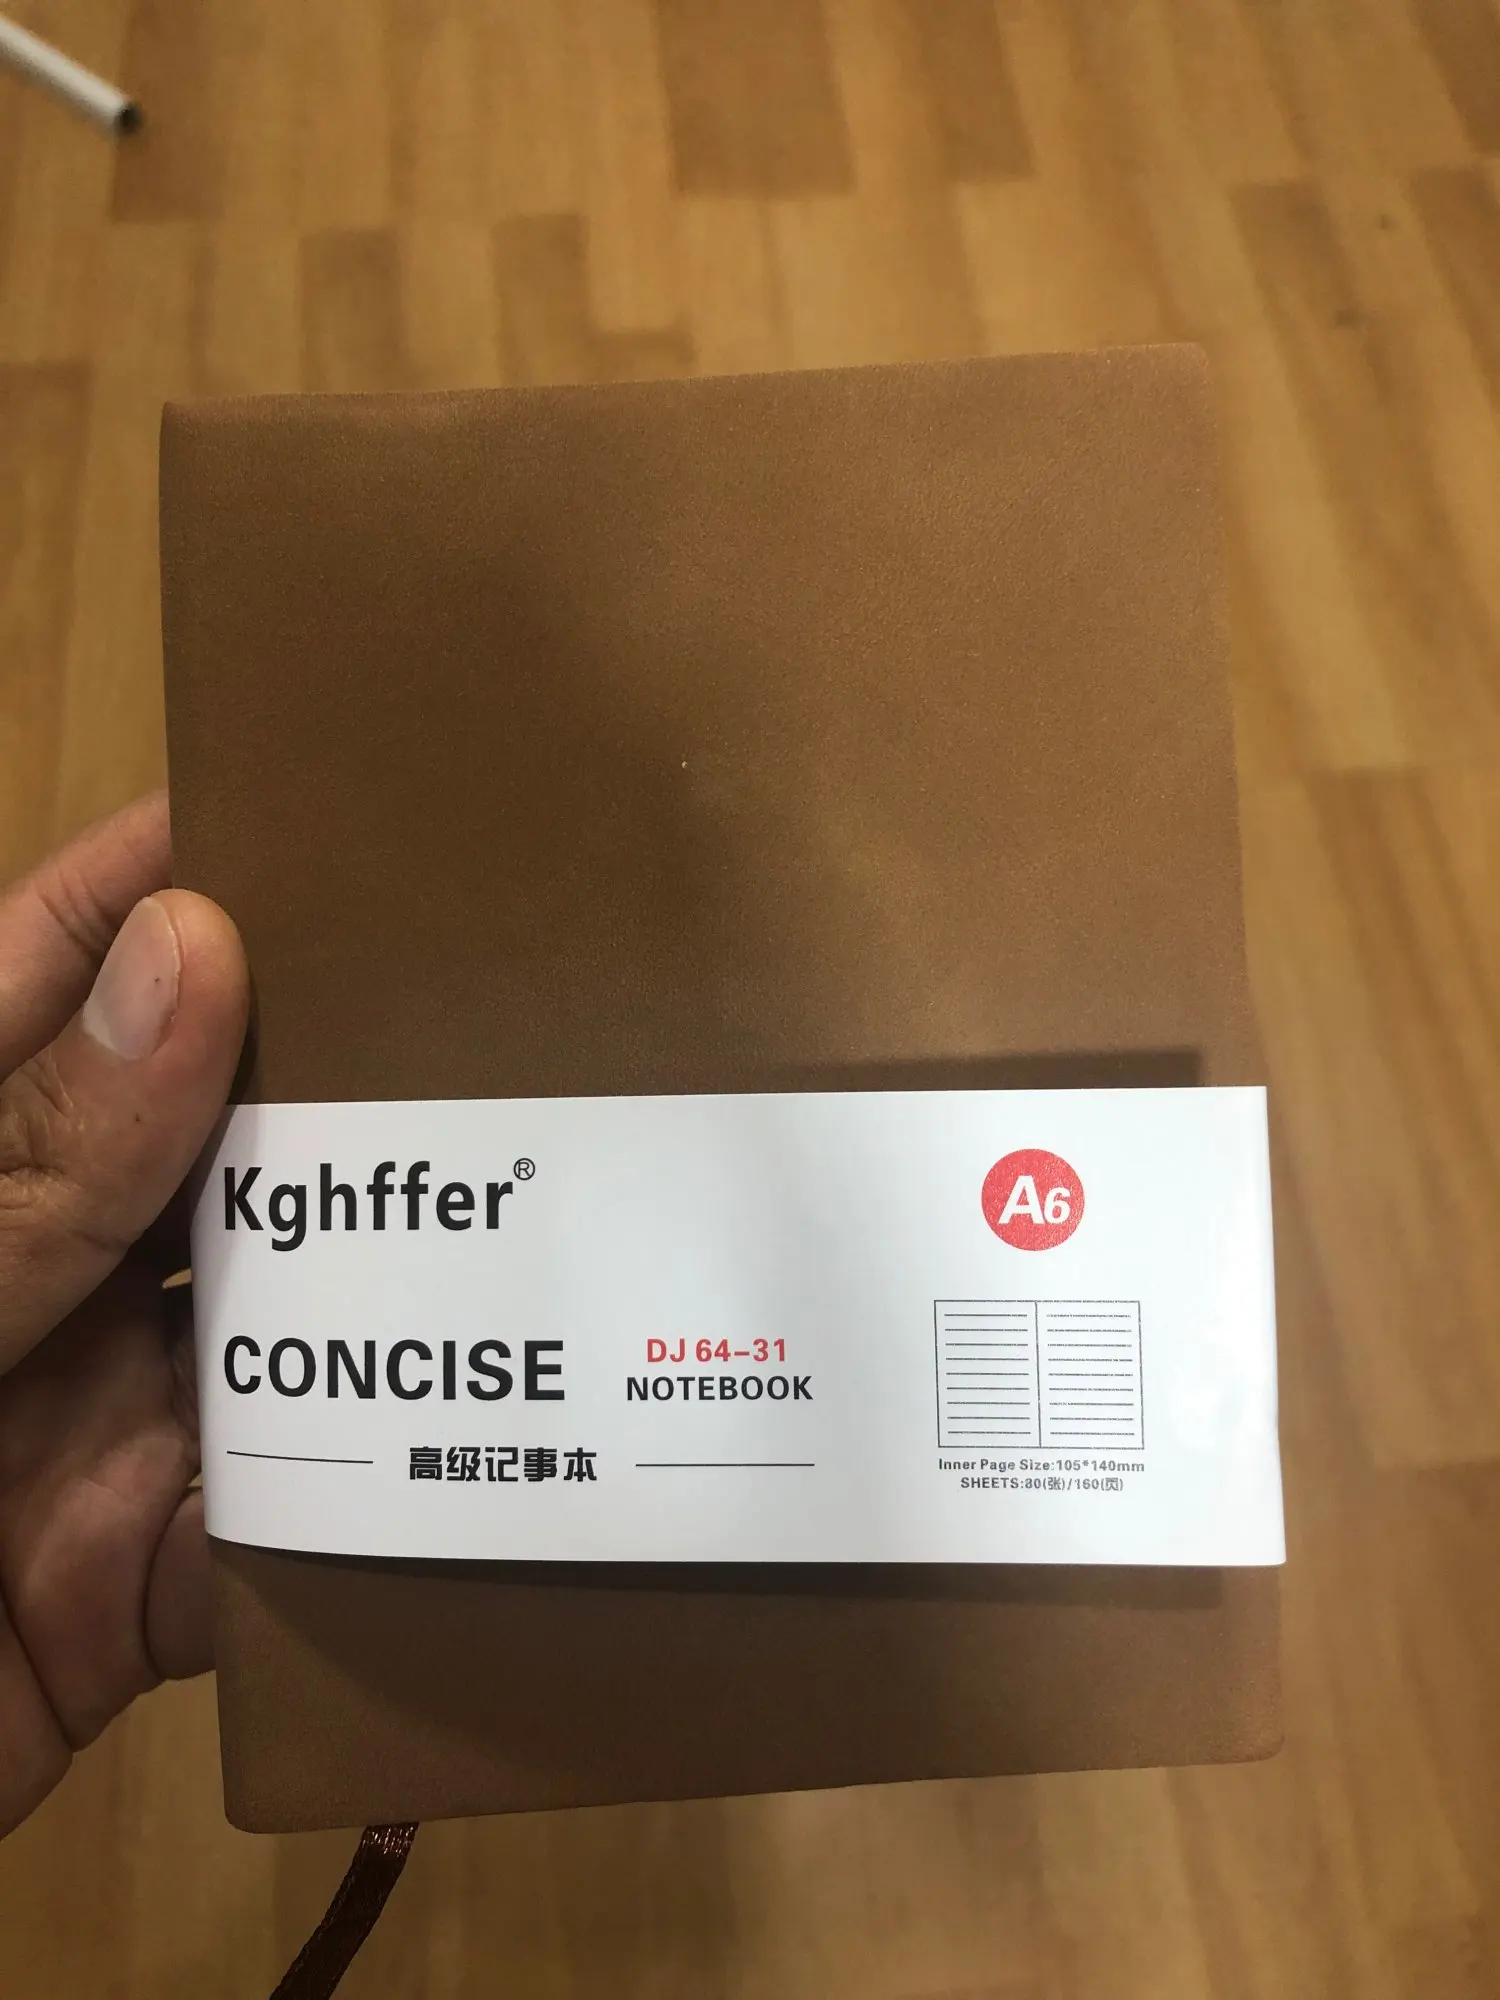 Kghffer®
A6
CONCISE
DJ 64-31
NOTEBOOK
高级记事本
Inner Page Size:105*140mm
SHEETS:80(张)/160(页)